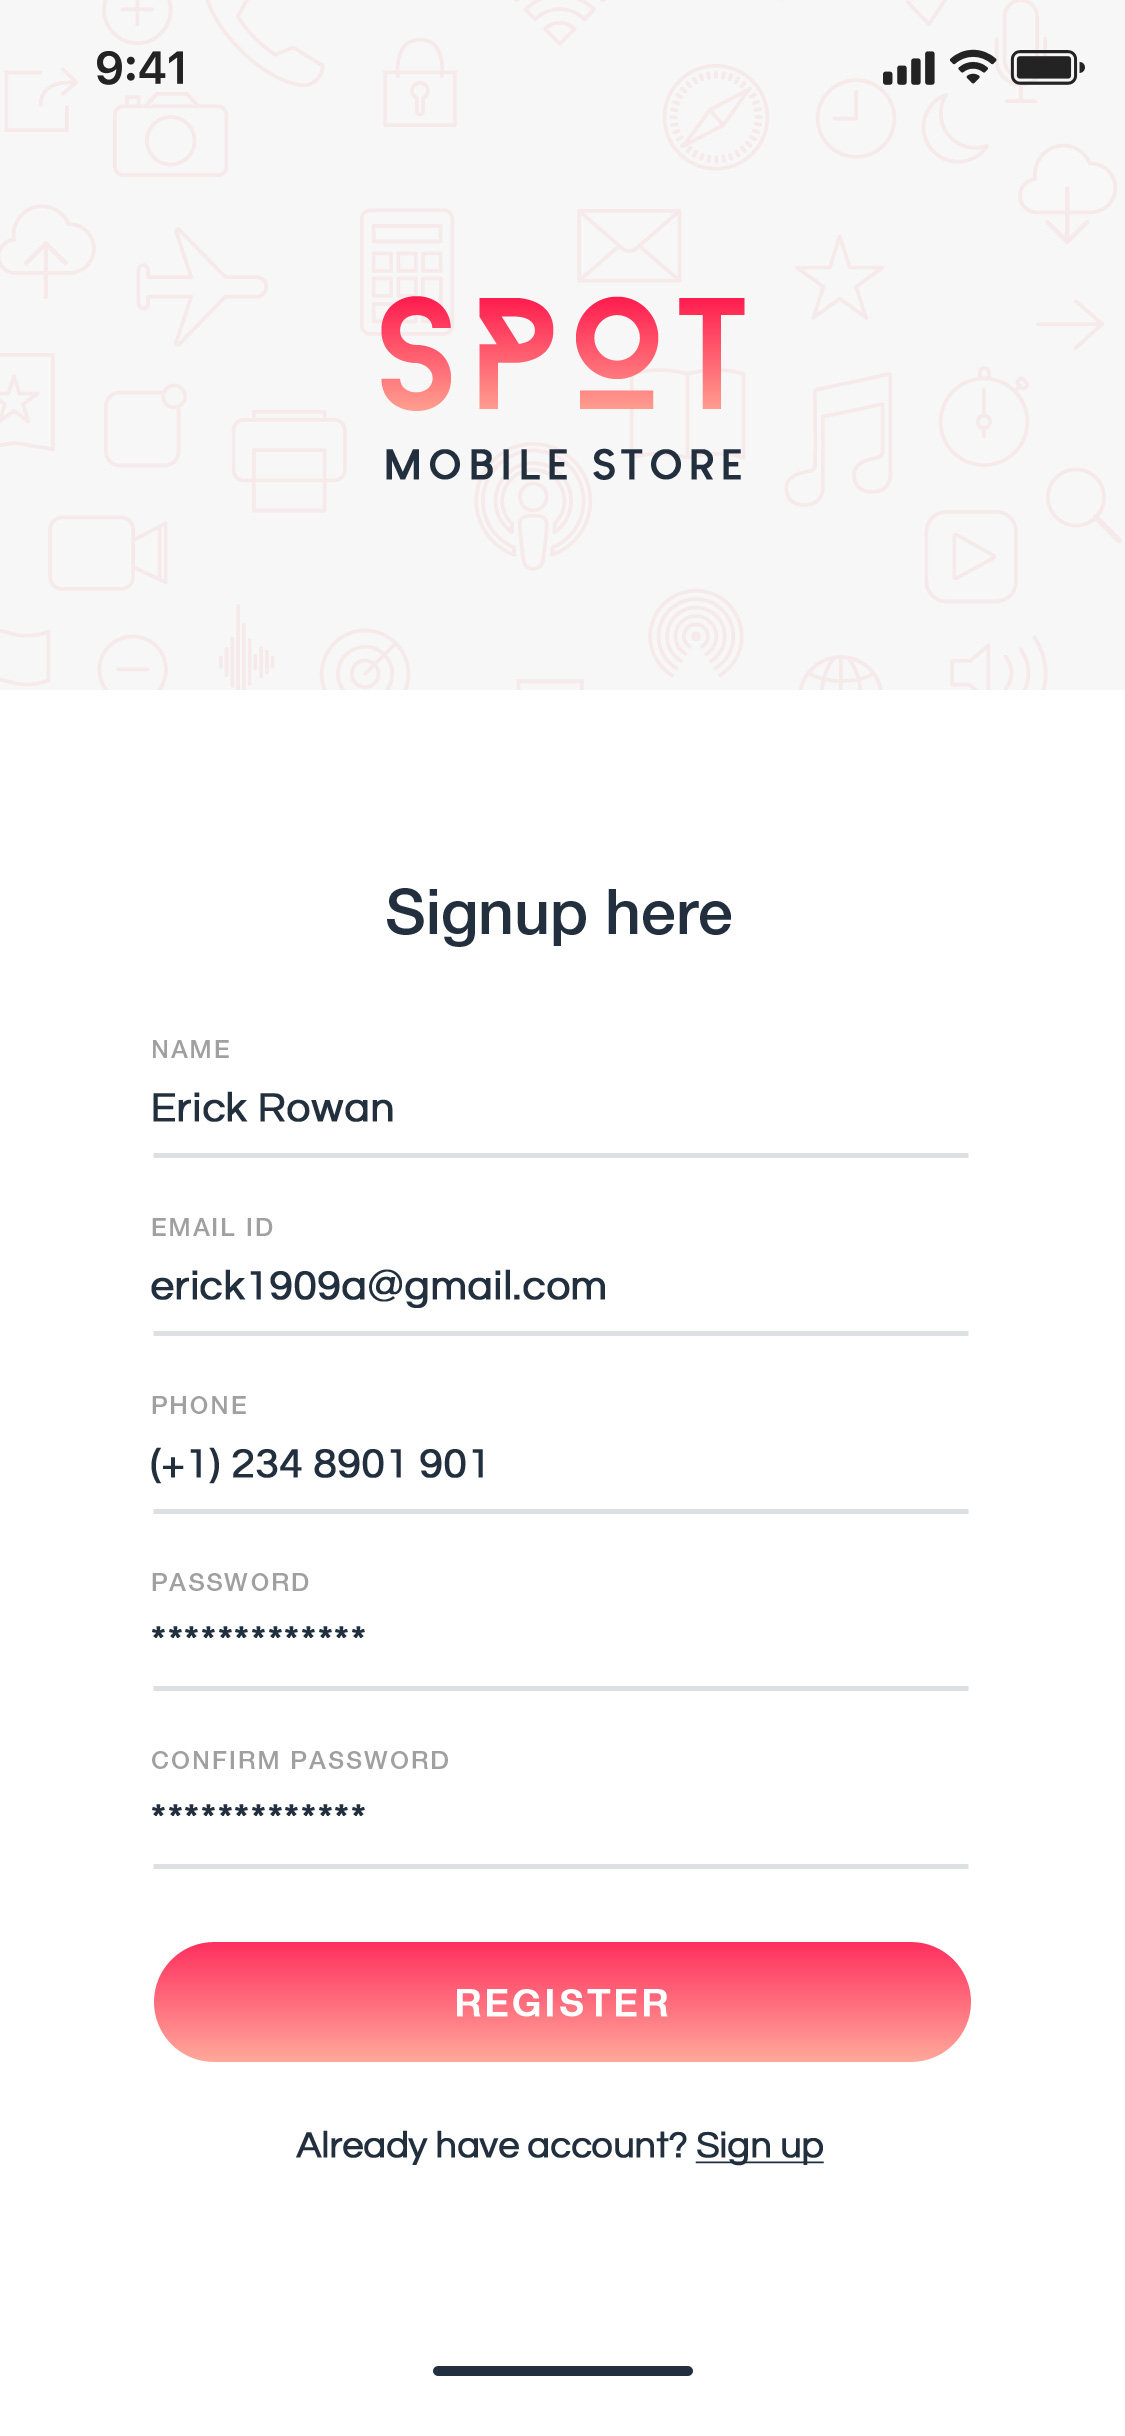 9:41
SPOT
MOBILE STORE
Signup here
NAME
Erick Rowan
EMAIL ID
erick1909a@gmail.com
PHONE
(+1) 234 8901 901
PASSWORD
*************
CONFIRM PASSWORD
*************
REGISTER
Already have account? Sign up